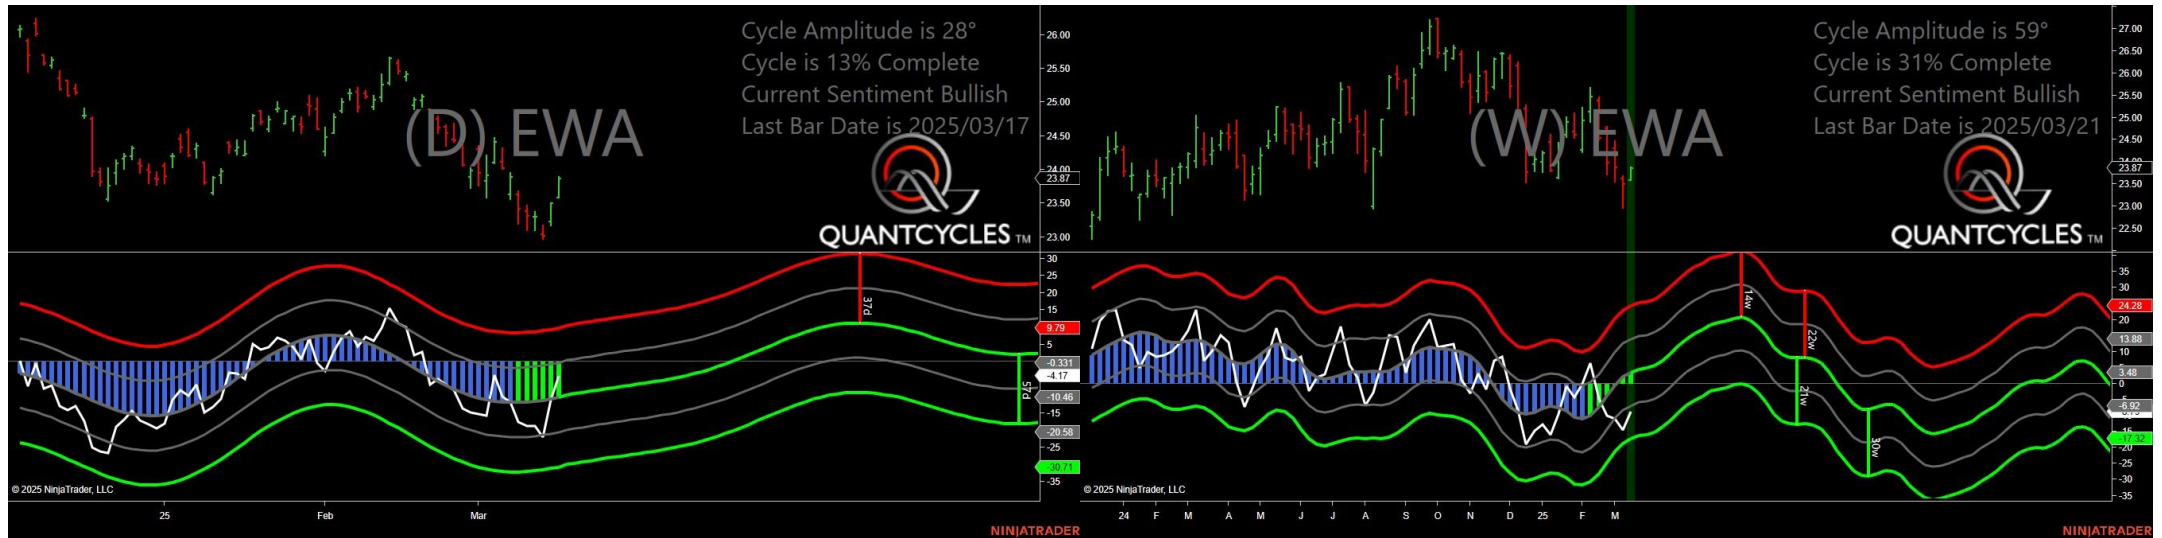 Cycle Amplitude is 28°
Cycle is 13% Complete
Current Sentiment Bullish
Last Bar Date is 2025/03/17
(D) EWA
QUANTCYCLES TM
26.00
25.50
25.00
24.50
24.00
23.87
23.50
23.00
37d
57d
30
25
20
15
9.79
5
-0.331
-4.17
-10.46
-15
-20.58
-25
-30.71
-35
© 2025 NinjaTrader, LLC
25 Feb Mar
NINJATRADER
Cycle Amplitude is 59°
Cycle is 31% Complete
Current Sentiment Bullish
Last Bar Date is 2025/03/21
(W) EWA
QUANTCYCLES TM
27.00
26.50
26.00
25.50
25.00
24.50
24.00
23.87
23.50
23.00
22.50
14w
22w
21w
30w
35
30
24.28
20
13.88
10
3.48
0
-6.92
-17.32
-20
-25
-30
-35
© 2025 NinjaTrader, LLC
24 F M A M J J A S O N D 25 F M
NINJATRADER